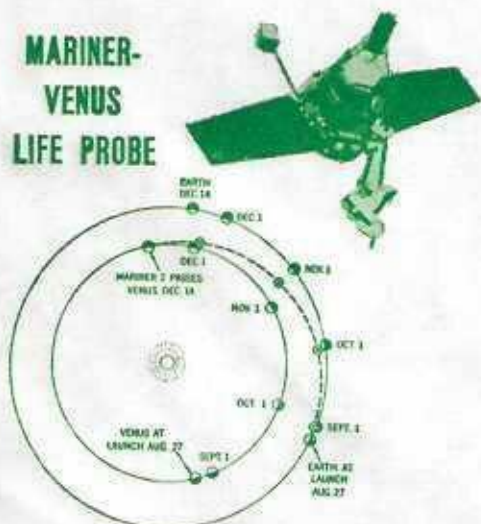 MARINER-
VENUS
LIFE PROBE
EARTH
DEC 14
DEC 1
NOV 1
DEC 1
MARINER 2 PASSES
VENUS DEC 14
NOV 1
OCT 1
OCT 1
VENUS AT
LAUNCH AUG 27
SEPT 1
SEPT. 1
EARTH AT
LAUNCH
AUG 27